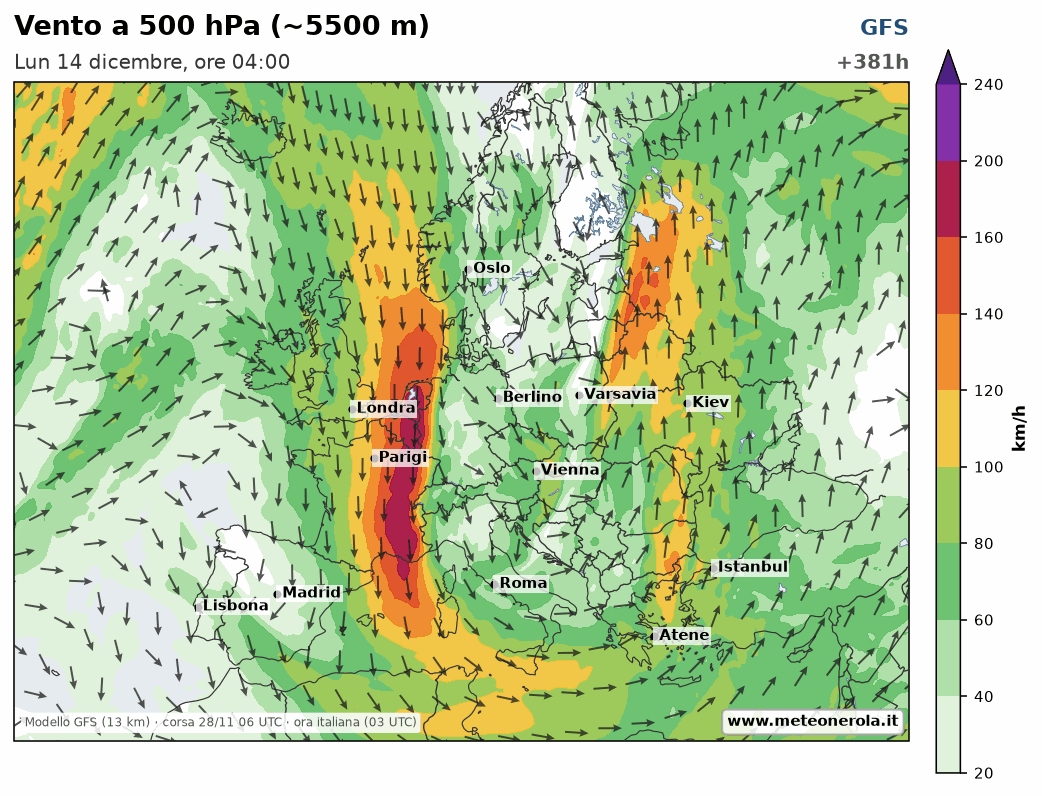 Vento a 500 hPa (~5500 m)
GFS
Lun 14 dicembre, ore 04:00
+381h
240
200
160
140
120
100
80
60
40
20
km/h
Oslo
Berlino
Varsavia
Londra
Kiev
Parigi
Vienna
Istanbul
Roma
Madrid
Lisbona
Atene
Modello GFS (13 km) · corsa 28/11 06 UTC · ora italiana (03 UTC)
www.meteonerola.it